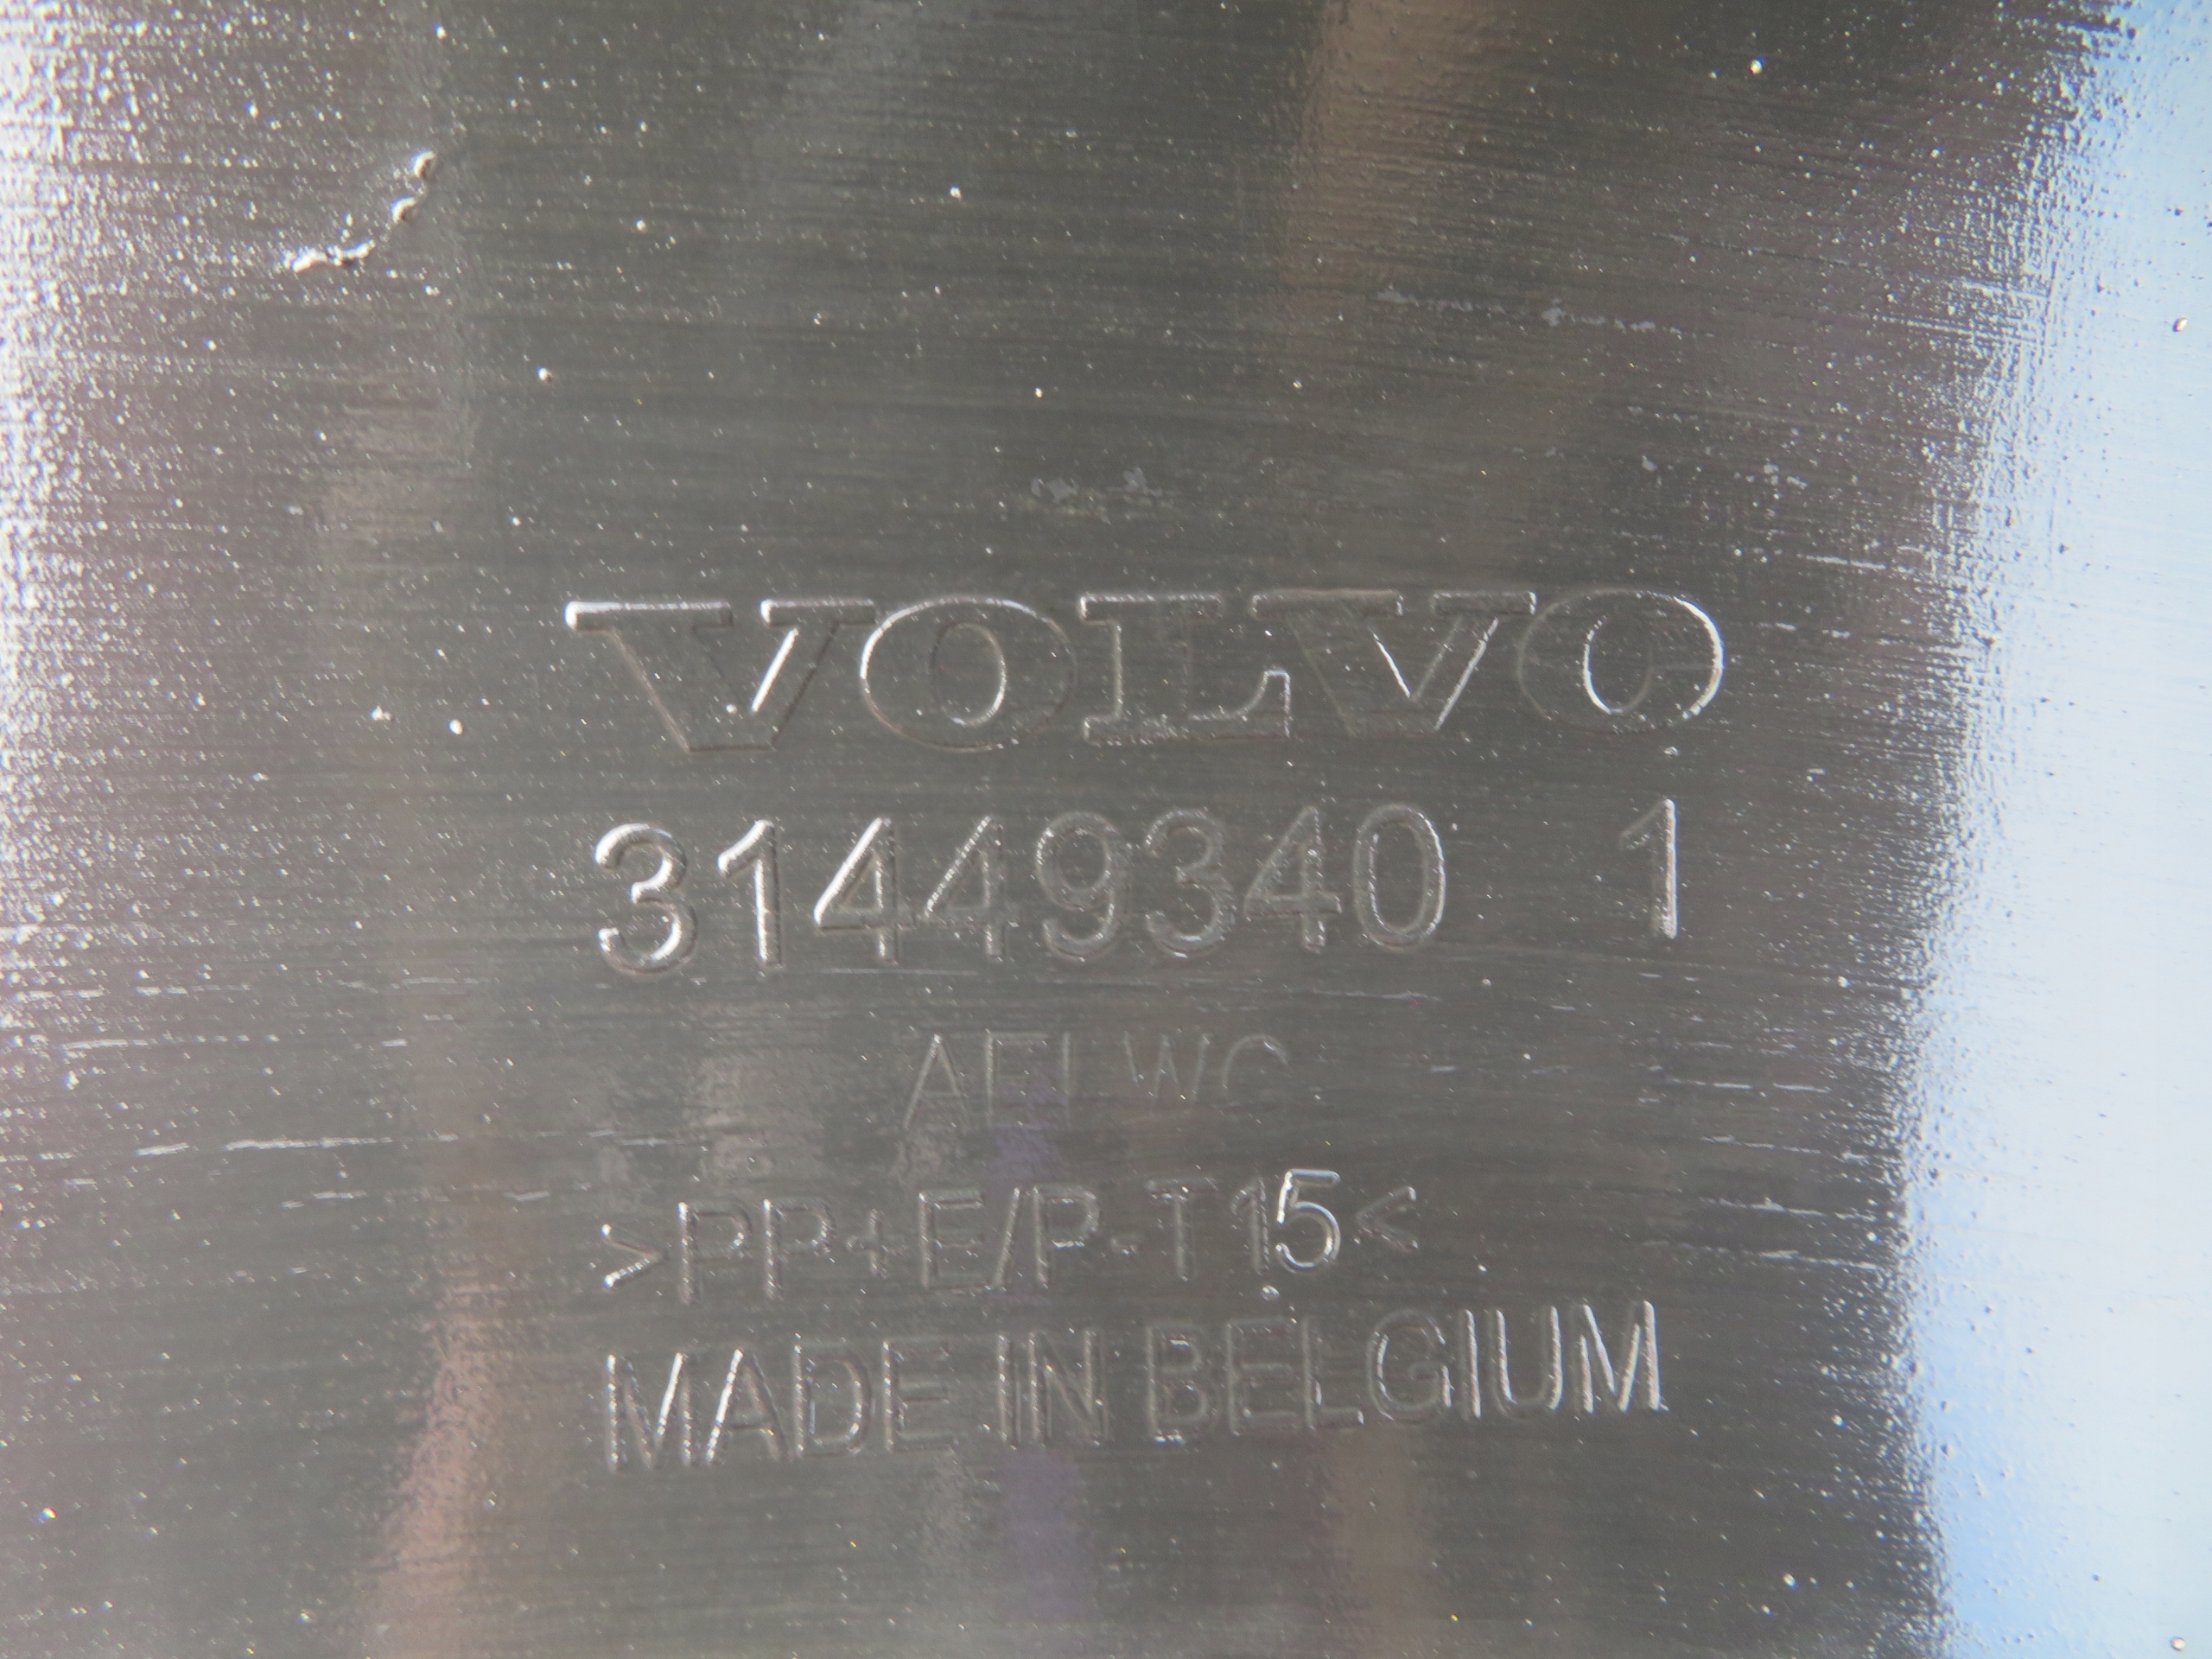 VOLVO
31449340 1
>PP+E/P-T15<
MADE IN BELGIUM